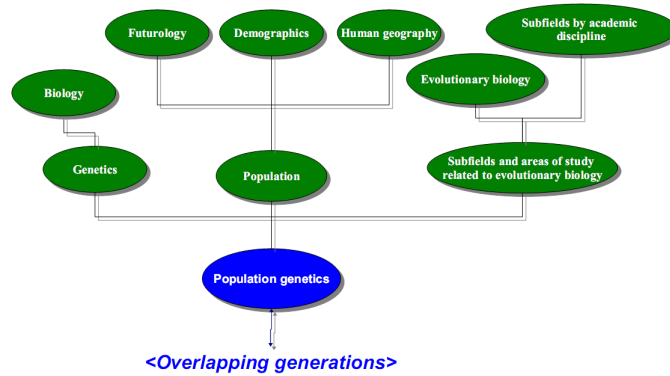 Subfields by academic
discipline
Futurology
Demographics
Human geography
Evolutionary biology
Biology
Genetics
Population
Subfields and areas of study
related to evolutionary biology
Population genetics
<Overlapping generations>